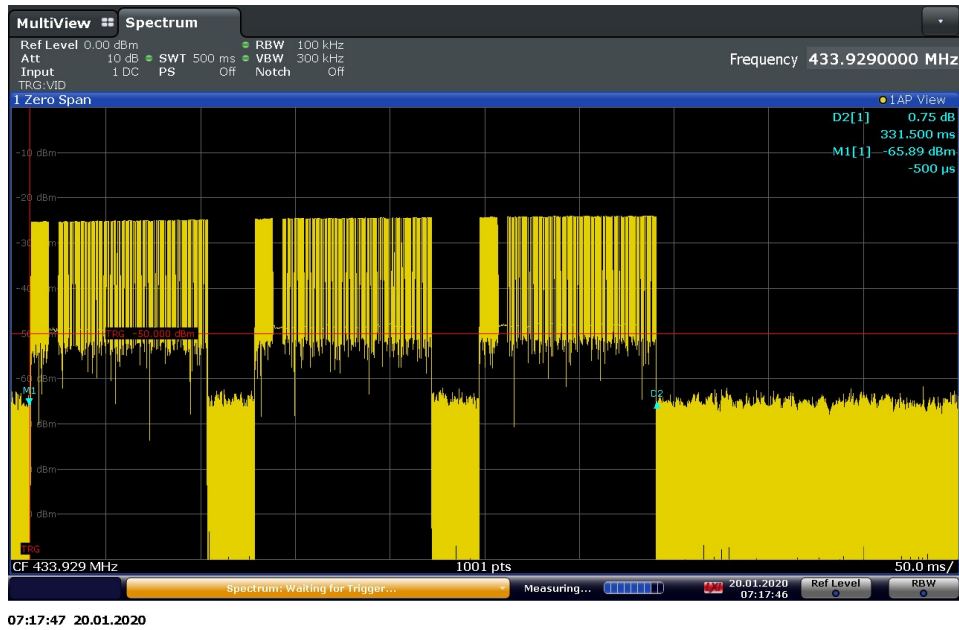 MultiView Spectrum
Ref Level 0.00 dBm RBW 100 kHz
Att 10 dB SWT 500 ms VBW 300 kHz
Input 1 DC PS Off Notch Off
TRG:VID
Frequency 433.9290000 MHz
1 Zero Span 1AP View
D2[1] 0.75 dB
331.500 ms
M1[1] -65.89 dBm
-500 µs
-10 dBm
-20 dBm
TRG -50.000 dBm
M1
D2
TRG
CF 433.929 MHz 1001 pts 50.0 ms/
Spectrum: Waiting for Trigger... Measuring... 20.01.2020 07:17:46 Ref Level RBW
07:17:47 20.01.2020